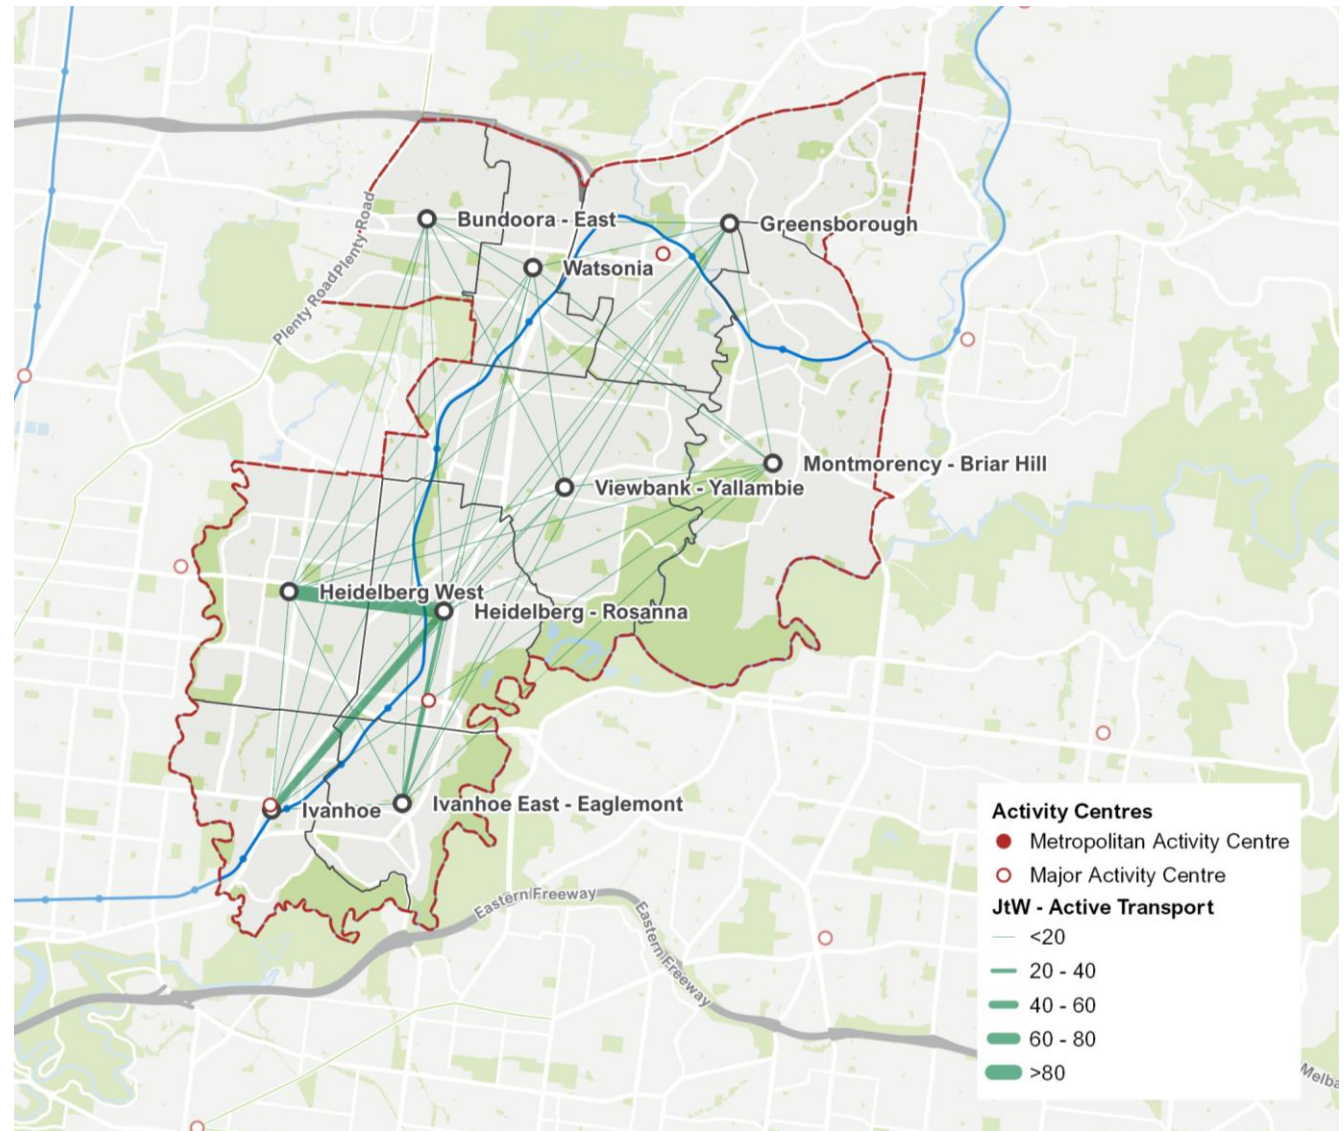 Plenty Road
Plenty Road
Bundoora - East
Greensborough
Watsonia
Montmorency - Briar Hill
Viewbank - Yallambie
Heidelberg West
Heidelberg - Rosanna
Ivanhoe
Ivanhoe East - Eaglemont
Eastern Freeway
Eastern Freeway
Activity Centres
Metropolitan Activity Centre
Major Activity Centre
JtW - Active Transport
<20
20 - 40
40 - 60
60 - 80
>80
Melba